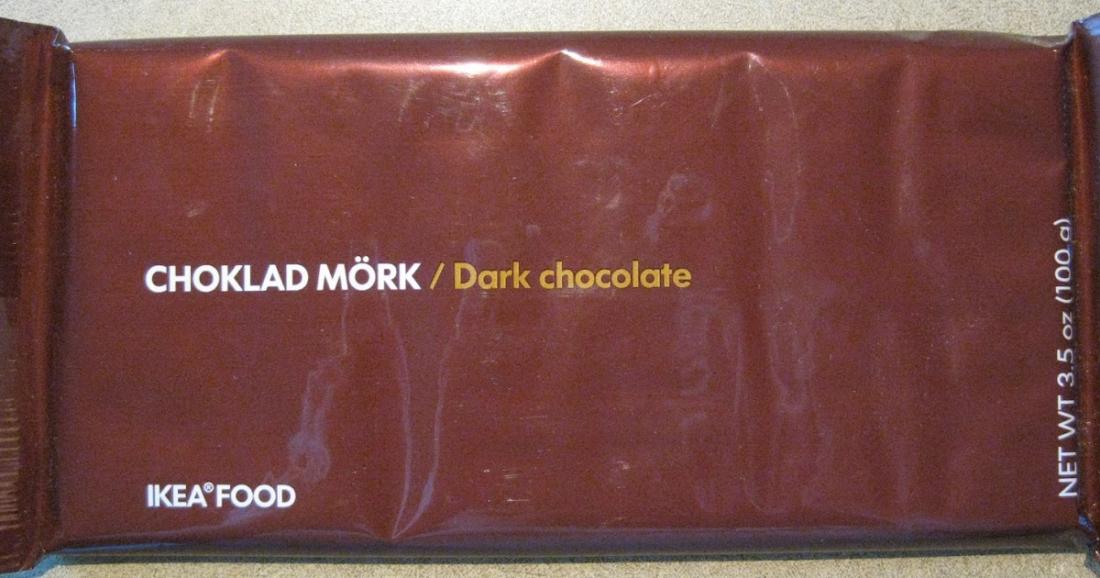 CHOKLAD MÖRK / Dark chocolate
IKEA® FOOD
NET WT 3.5 oz (100 g)